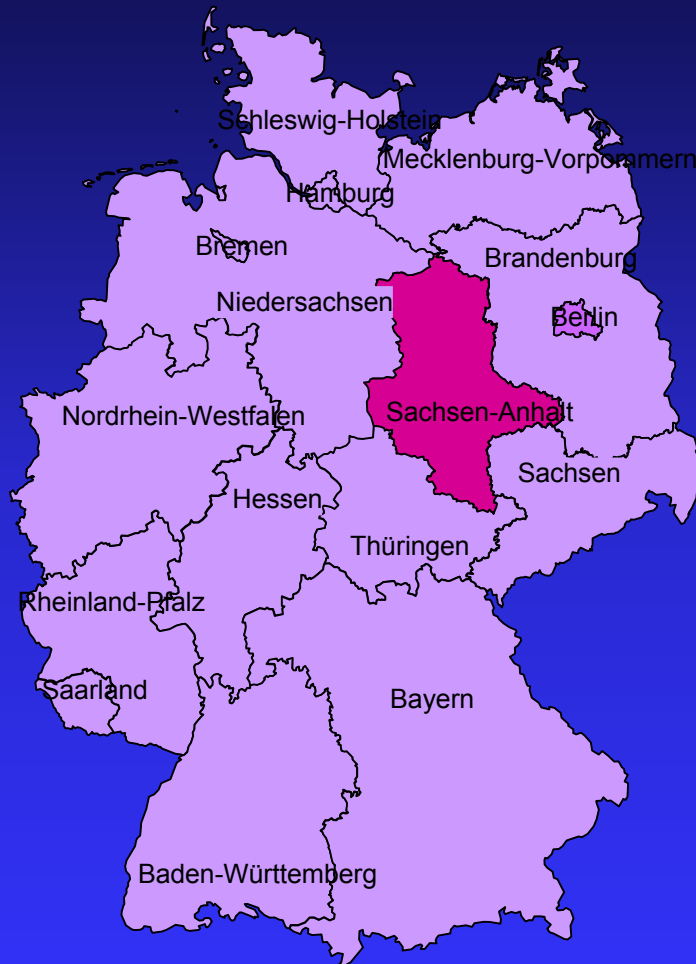 Schleswig-Holstein
Mecklenburg-Vorpommern
Hamburg
Bremen
Brandenburg
Niedersachsen
Berlin
Nordrhein-Westfalen
Sachsen-Anhalt
Sachsen
Hessen
Thüringen
Rheinland-Pfalz
Saarland
Bayern
Baden-Württemberg